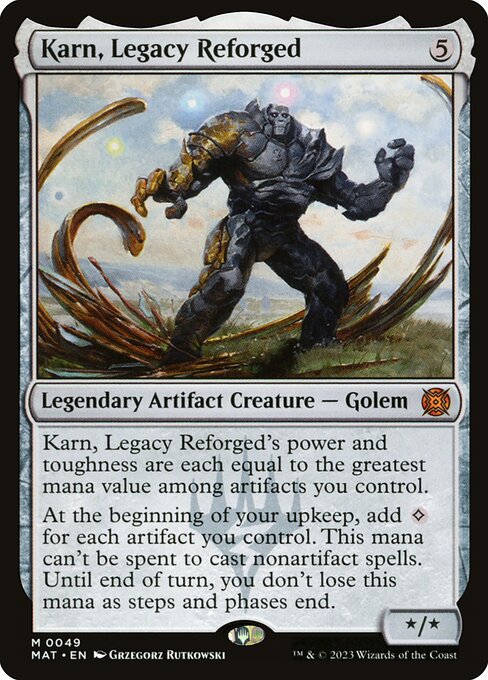 Karn, Legacy Reforged 5
Legendary Artifact Creature — Golem
Karn, Legacy Reforged's power and
toughness are each equal to the greatest
mana value among artifacts you control.
At the beginning of your upkeep, add
for each artifact you control. This mana
can't be spent to cast nonartifact spells.
Until end of turn, you don't lose this
mana as steps and phases end.
*/*
M 0049
MAT • EN Grzegorz Rutkowski
™ & © 2023 Wizards of the Coast